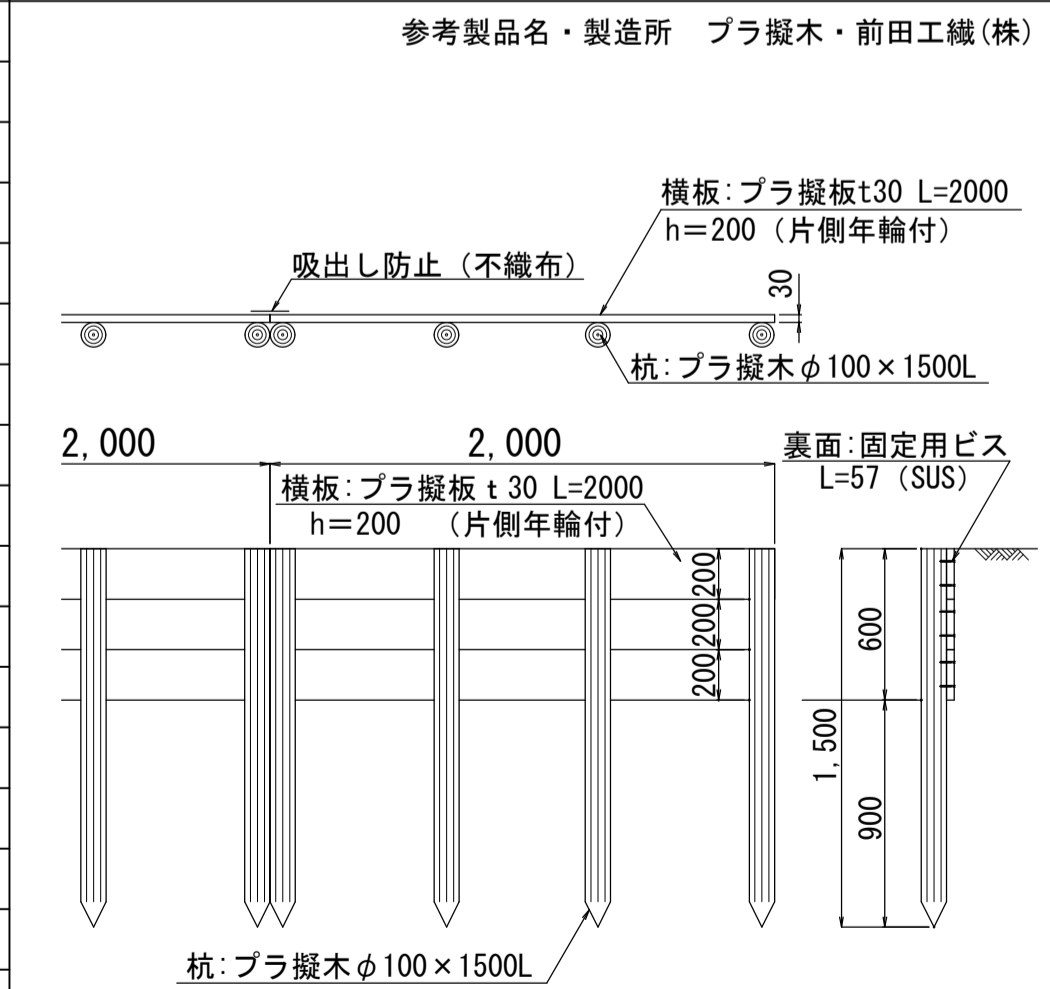 参考製品名・製造所　プラ擬木・前田工繊(株)
横板:プラ擬板t30 L=2000
h=200（片側年輪付）
吸出し防止（不織布）
30
杭:プラ擬木φ100×1500L
2,000
2,000
裏面:固定用ビス
L=57（SUS）
横板:プラ擬板 t 30 L=2000
h=200　（片側年輪付）
200
200
200
600
1,500
900
杭:プラ擬木φ100×1500L